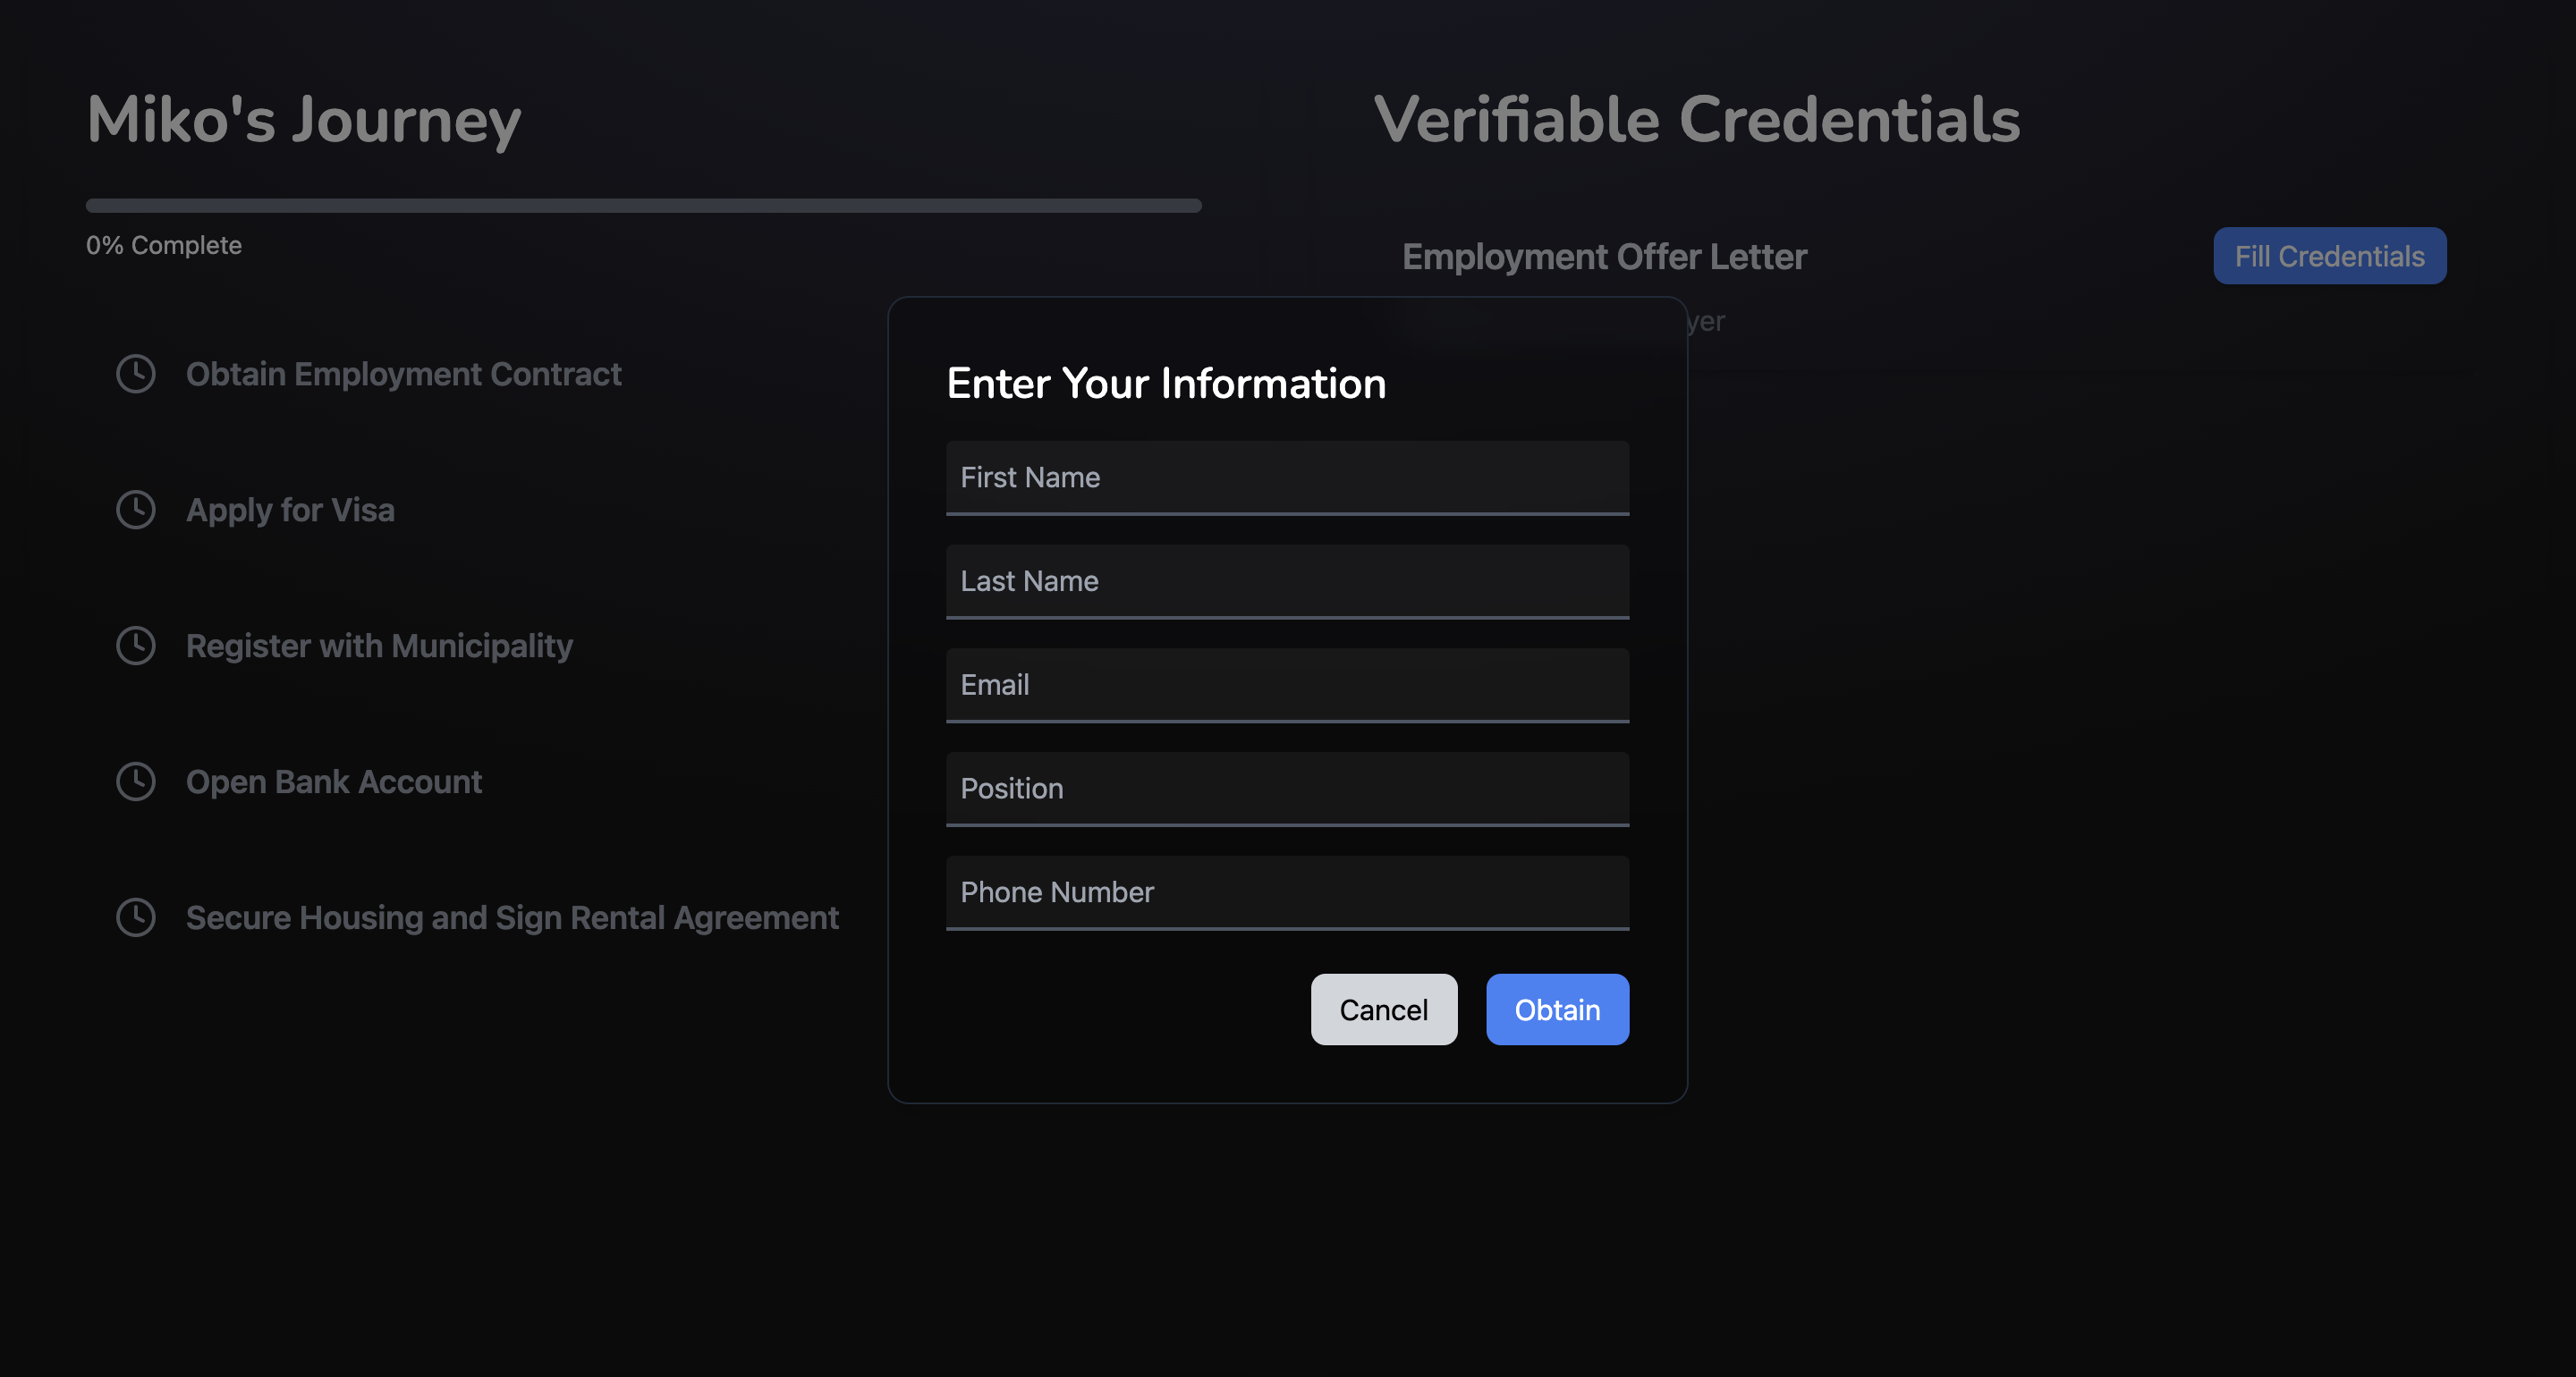 Miko's Journey
0% Complete
Obtain Employment Contract
Apply for Visa
Register with Municipality
Open Bank Account
Secure Housing and Sign Rental Agreement
Verifiable Credentials
Employment Offer Letter
Fill Credentials
Enter Your Information
First Name
Last Name
Email
Position
Phone Number
Cancel
Obtain